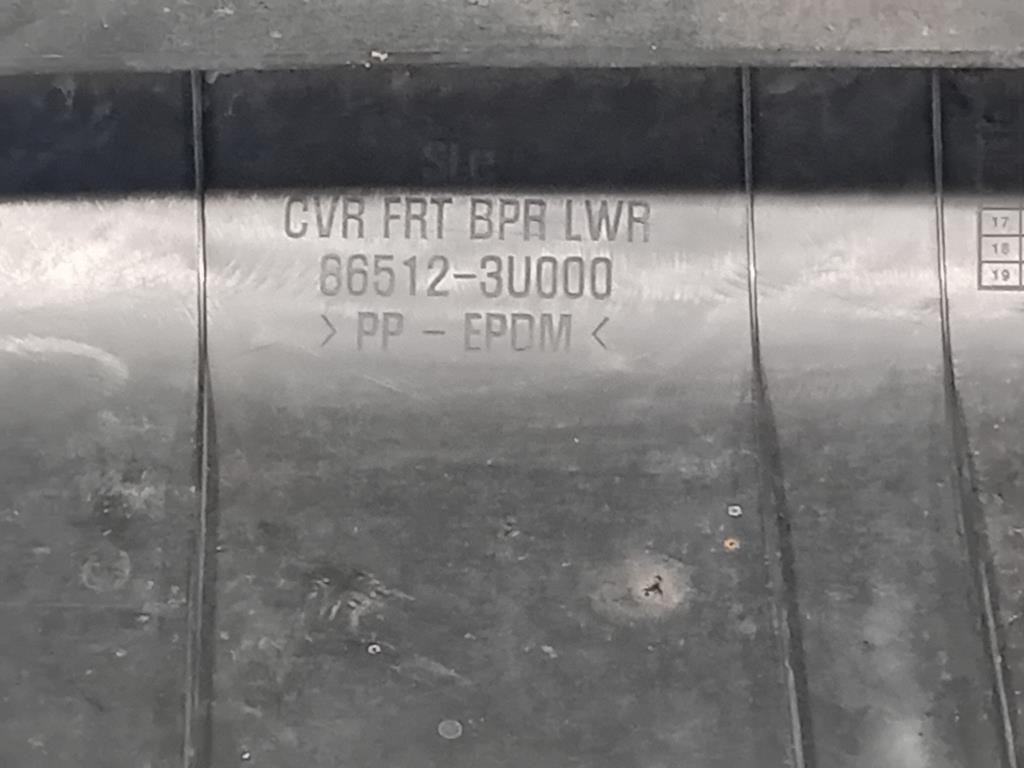 CVR FRT BPR LWR
86512-3U000
> PP - EPDM <
17
18
19